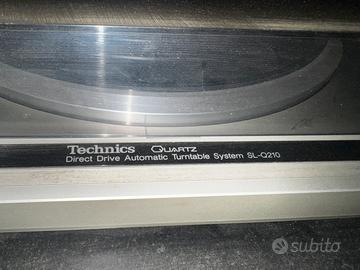 Technics QUARTZ
Direct Drive Automatic Turntable System SL-Q210
subito